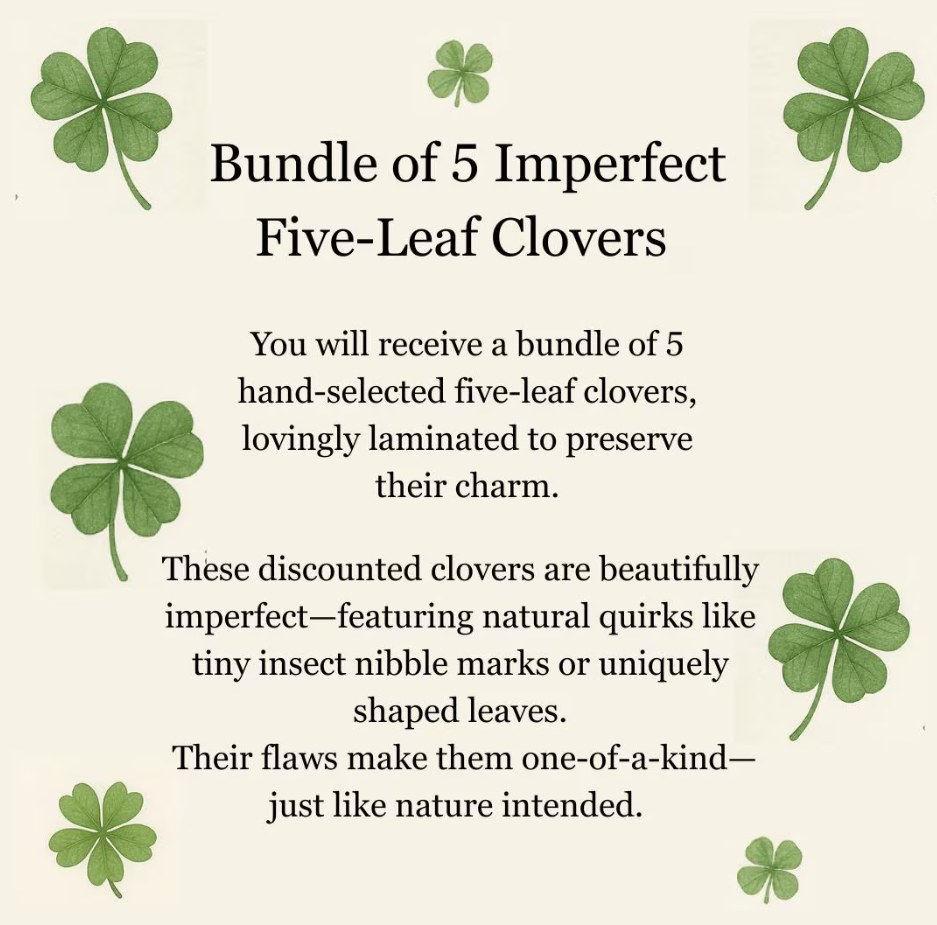 Bundle of 5 Imperfect
Five-Leaf Clovers
You will receive a bundle of 5
hand-selected five-leaf clovers,
lovingly laminated to preserve
their charm.
These discounted clovers are beautifully
imperfect—featuring natural quirks like
tiny insect nibble marks or uniquely
shaped leaves.
Their flaws make them one-of-a-kind—
just like nature intended.